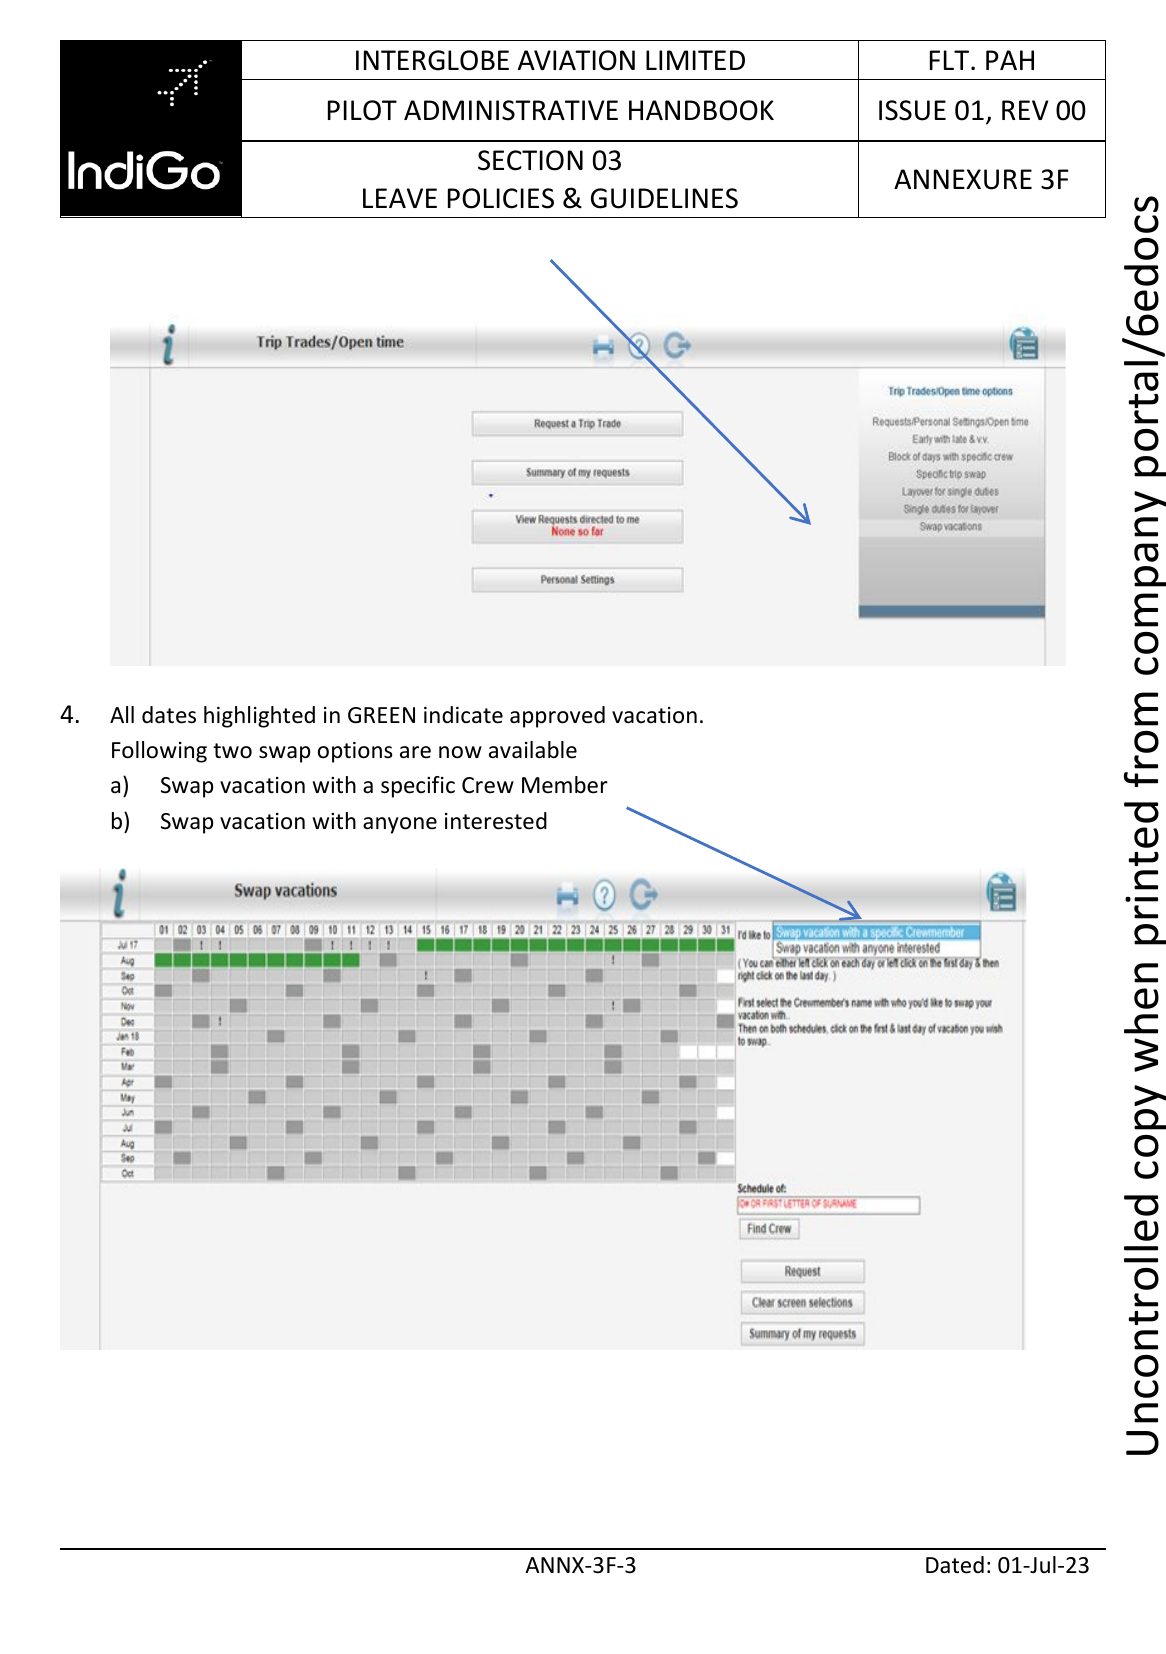 IndiGo
INTERGLOBE AVIATION LIMITED
FLT. PAH
PILOT ADMINISTRATIVE HANDBOOK
ISSUE 01, REV 00
SECTION 03
LEAVE POLICIES & GUIDELINES
ANNEXURE 3F
Uncontrolled copy when printed from company portal/6edocs
i
Trip Trades/Open time
?
Request a Trip Trade
Summary of my requests
View Requests directed to me
None so far
Personal Settings
Trip Trades/Open time options
Requests/Personal Settings/Open time
Early with late & v.v.
Block of days with specific crew
Specific trip swap
Layover for single duties
Single duties for layover
Swap vacations
4. All dates highlighted in GREEN indicate approved vacation.
Following two swap options are now available
a) Swap vacation with a specific Crew Member
b) Swap vacation with anyone interested
i
Swap vacations
?
01 02 03 04 05 06 07 08 09 10 11 12 13 14 15 16 17 18 19 20 21 22 23 24 25 26 27 28 29 30 31
Jul 17 ! ! ! ! ! !
Aug !
Sep !
Oct
Nov !
Dec !
Jan 18
Feb
Mar
Apr
May
Jun
Jul
Aug
Sep
Oct
I'd like to Swap vacation with a specific Crewmember
Swap vacation with anyone interested
( You can either left click on each day or left click on the first day & then
right click on the last day. )
First select the Crewmember's name with who you'd like to swap your
vacation with..
Then on both schedules, click on the first & last day of vacation you wish
to swap..
Schedule of:
ID# OR FIRST LETTER OF SURNAME
Find Crew
Request
Clear screen selections
Summary of my requests
ANNX-3F-3
Dated: 01-Jul-23